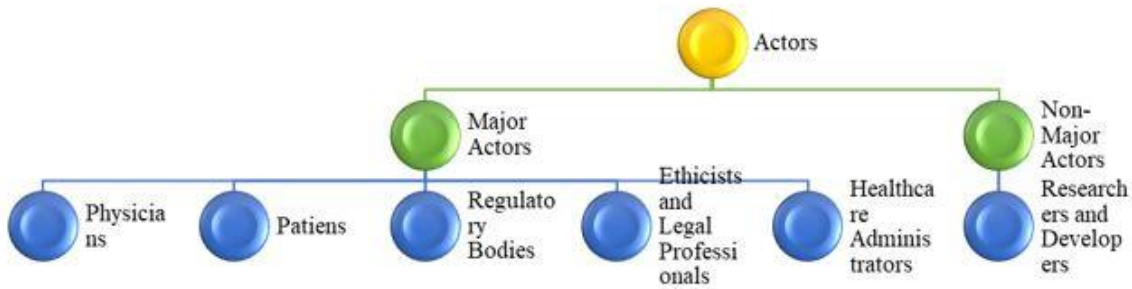 Actors
Major
Actors
Non-
Major
Actors
Physicia
ns
Patiens
Regulato
ry
Bodies
Ethicists
and
Legal
Professi
onals
Healthca
re
Adminis
trators
Research
ers and
Develop
ers